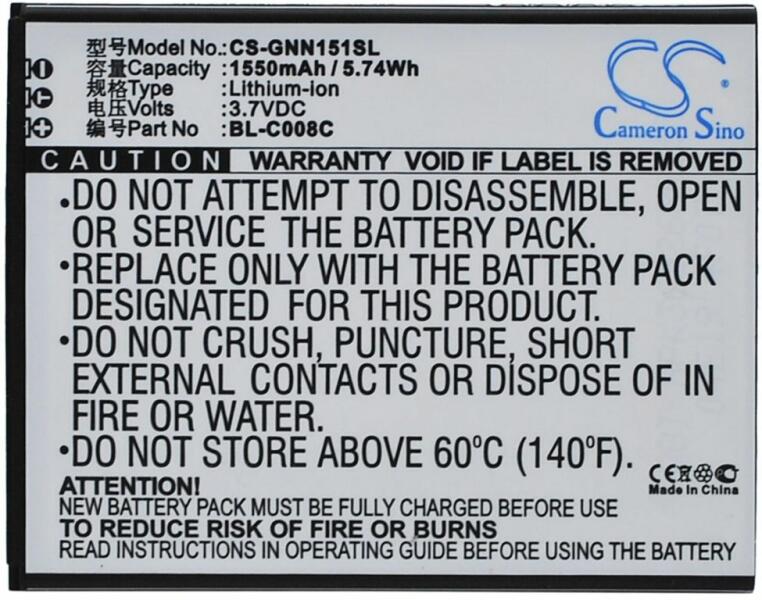 型号Model No.: CS-GNN151SL
容量Capacity : 1550mAh / 5.74Wh
规格Type : Lithium-ion
电压Volts : 3.7VDC
编号Part No : BL-C008C
CS
Cameron Sino
CAUTION WARRANTY VOID IF LABEL IS REMOVED
•DO NOT ATTEMPT TO DISASSEMBLE, OPEN
OR SERVICE THE BATTERY PACK.
•REPLACE ONLY WITH THE BATTERY PACK
DESIGNATED FOR THIS PRODUCT.
•DO NOT CRUSH, PUNCTURE, SHORT
EXTERNAL CONTACTS OR DISPOSE OF IN
FIRE OR WATER.
•DO NOT STORE ABOVE 60°C (140°F).
CE
Made in China
ATTENTION!
NEW BATTERY PACK MUST BE FULLY CHARGED BEFORE USE
TO REDUCE RISK OF FIRE OR BURNS
READ INSTRUCTIONS IN OPERATING GUIDE BEFORE USING BATTERY